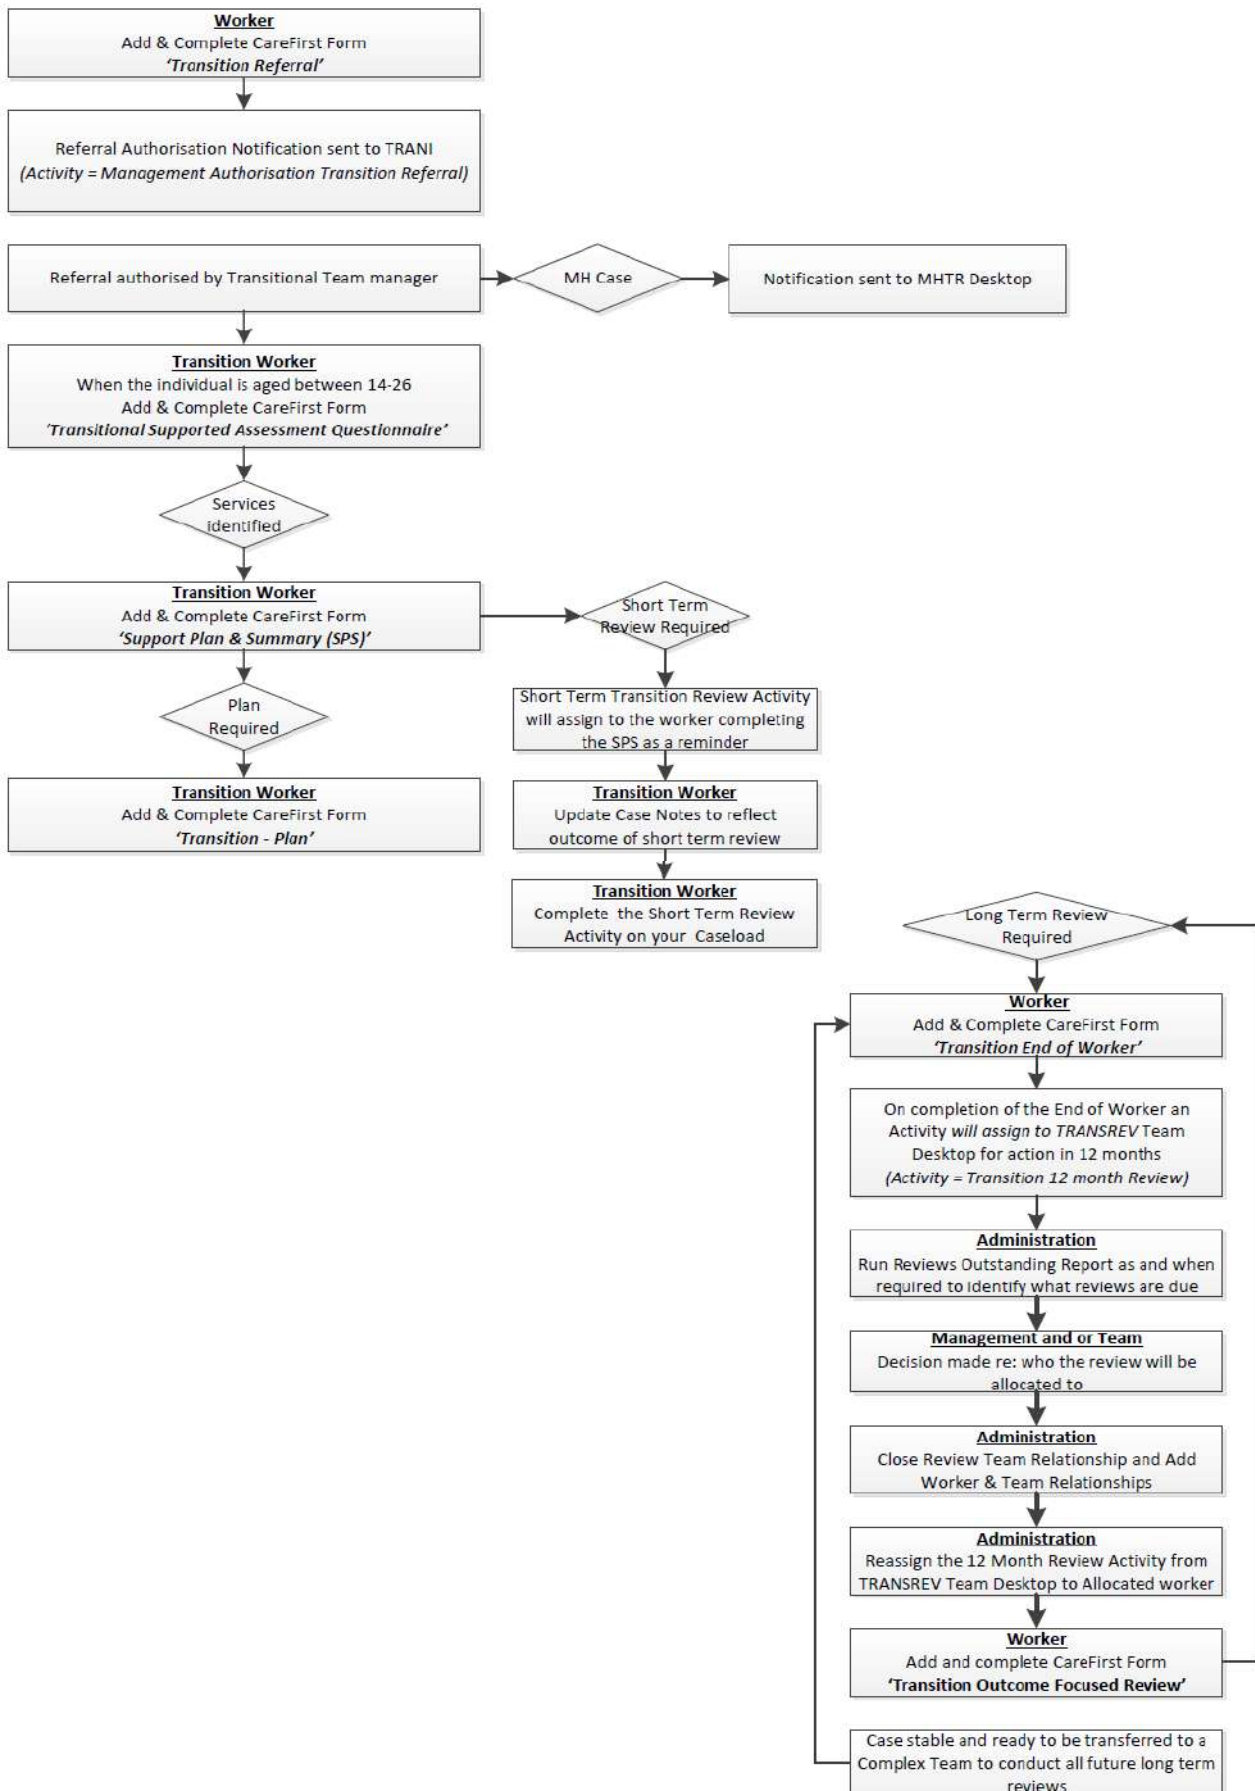 Worker
Add & Complete CareFirst Form
‘Transition Referral’
Referral Authorisation Notification sent to TRANI
(Activity = Management Authorisation Transition Referral)
Referral authorised by Transitional Team manager
MH Case
Notification sent to MHTR Desktop
Transition Worker
When the individual is aged between 14-26
Add & Complete CareFirst Form
‘Transitional Supported Assessment Questionnaire’
Services
identified
Transition Worker
Add & Complete CareFirst Form
‘Support Plan & Summary (SPS)’
Short Term
Review Required
Plan
Required
Short Term Transition Review Activity
will assign to the worker completing
the SPS as a reminder
Transition Worker
Add & Complete CareFirst Form
‘Transition - Plan’
Transition Worker
Update Case Notes to reflect
outcome of short term review
Transition Worker
Complete the Short Term Review
Activity on your Caseload
Long Term Review
Required
Worker
Add & Complete CareFirst Form
‘Transition End of Worker’
On completion of the End of Worker an
Activity will assign to TRANSREV Team
Desktop for action in 12 months
(Activity = Transition 12 month Review)
Administration
Run Reviews Outstanding Report as and when
required to identify what reviews are due
Management and or Team
Decision made re: who the review will be
allocated to
Administration
Close Review Team Relationship and Add
Worker & Team Relationships
Administration
Reassign the 12 Month Review Activity from
TRANSREV Team Desktop to Allocated worker
Worker
Add and complete CareFirst Form
‘Transition Outcome Focused Review’
Case stable and ready to be transferred to a
Complex Team to conduct all future long term
reviews